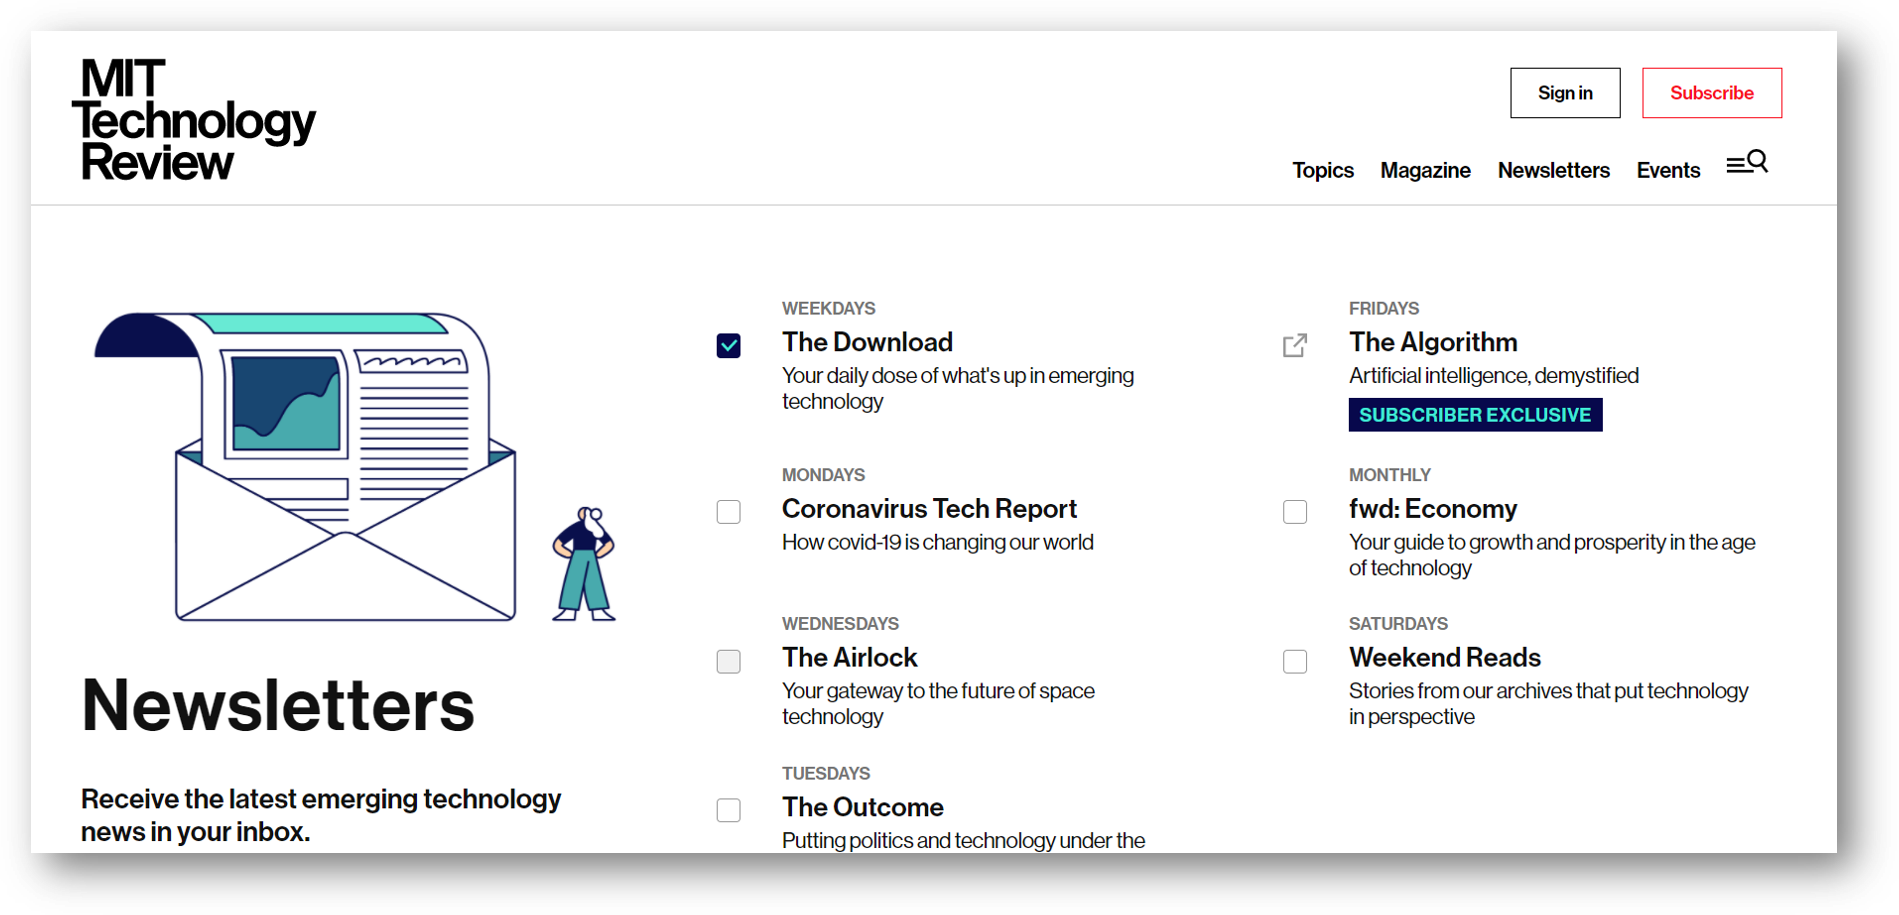 MIT
Technology
Review
Sign in
Subscribe
Topics
Magazine
Newsletters
Events
Newsletters
Receive the latest emerging technology
news in your inbox.
WEEKDAYS
The Download
Your daily dose of what's up in emerging
technology
MONDAYS
Coronavirus Tech Report
How covid-19 is changing our world
WEDNESDAYS
The Airlock
Your gateway to the future of space
technology
TUESDAYS
The Outcome
Putting politics and technology under the
FRIDAYS
The Algorithm
Artificial intelligence, demystified
SUBSCRIBER EXCLUSIVE
MONTHLY
fwd: Economy
Your guide to growth and prosperity in the age
of technology
SATURDAYS
Weekend Reads
Stories from our archives that put technology
in perspective